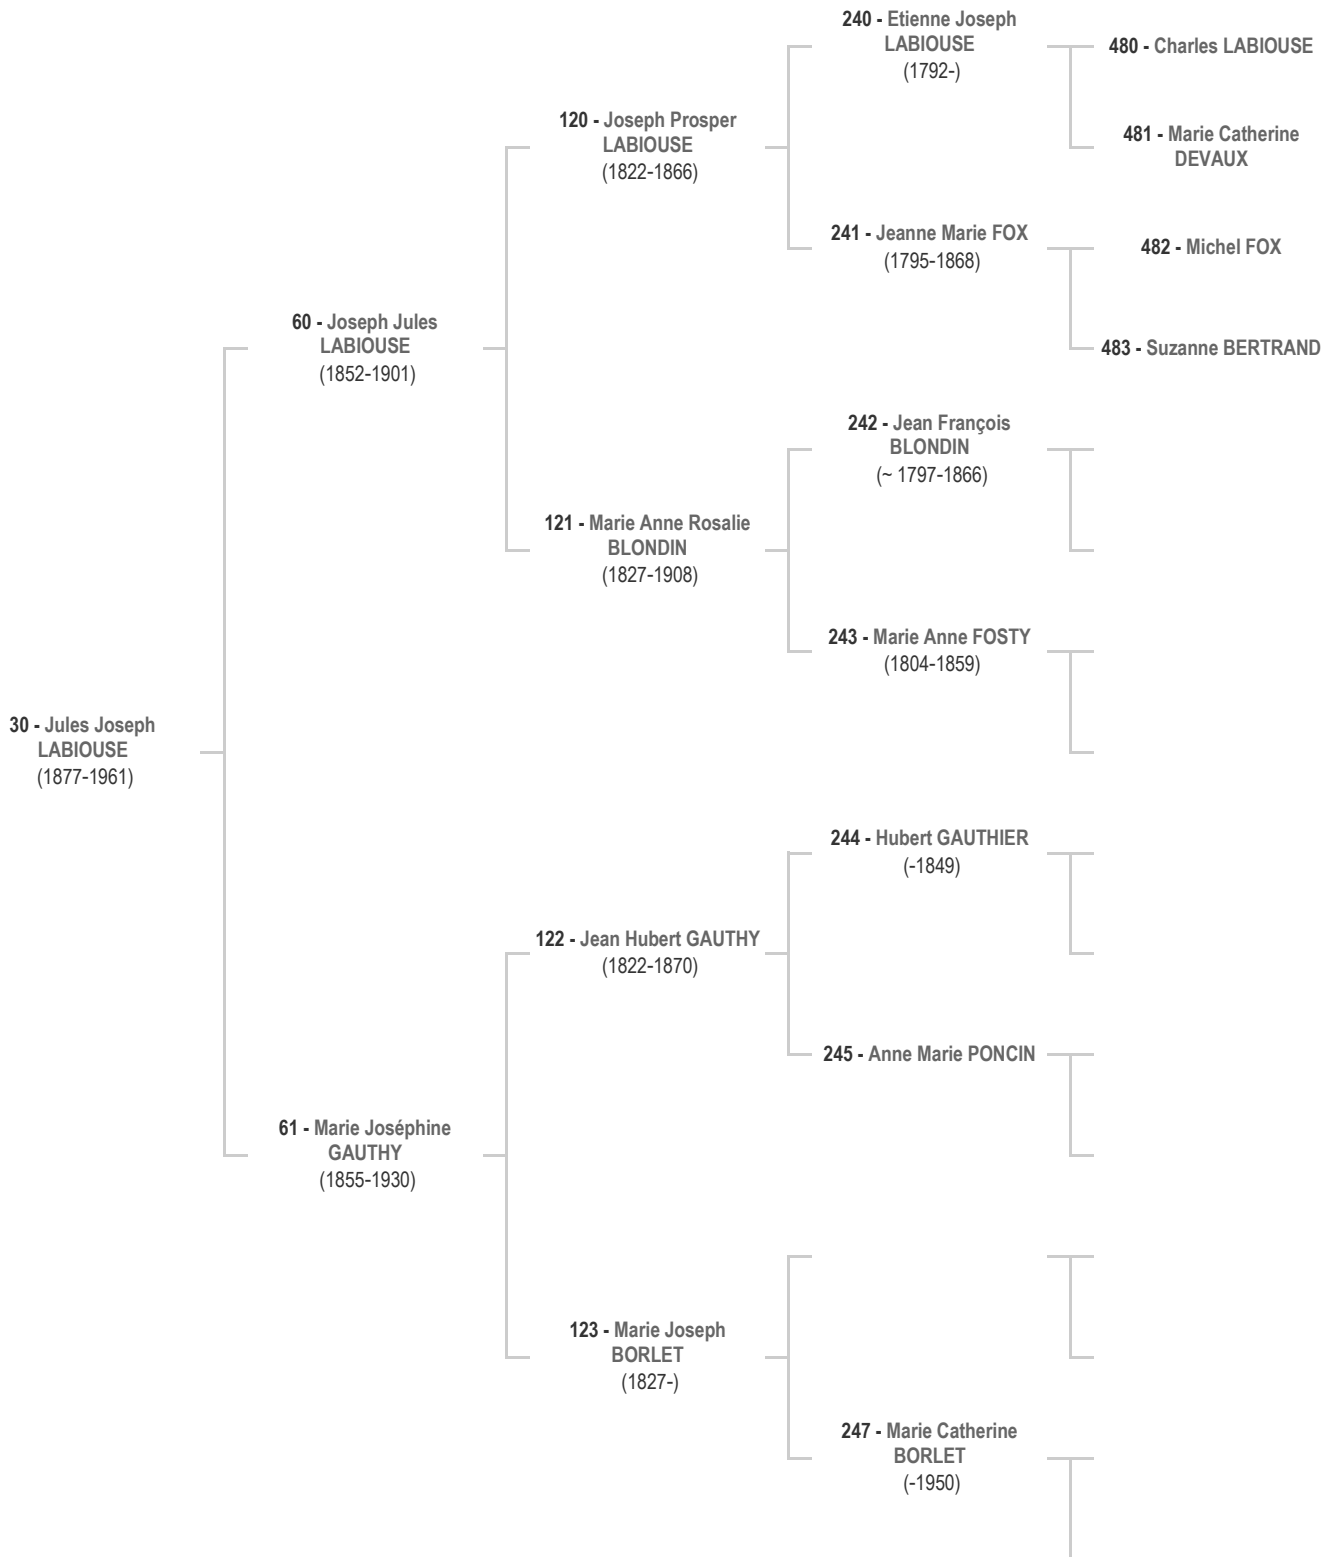 240 - Etienne Joseph
LABIOUSE
(1792-)
480 - Charles LABIOUSE
120 - Joseph Prosper
LABIOUSE
(1822-1866)
481 - Marie Catherine
DEVAUX
241 - Jeanne Marie FOX
(1795-1868)
482 - Michel FOX
60 - Joseph Jules
LABIOUSE
(1852-1901)
483 - Suzanne BERTRAND
242 - Jean François
BLONDIN
(~ 1797-1866)
121 - Marie Anne Rosalie
BLONDIN
(1827-1908)
243 - Marie Anne FOSTY
(1804-1859)
30 - Jules Joseph
LABIOUSE
(1877-1961)
244 - Hubert GAUTHIER
(-1849)
122 - Jean Hubert GAUTHY
(1822-1870)
245 - Anne Marie PONCIN
61 - Marie Joséphine
GAUTHY
(1855-1930)
123 - Marie Joseph
BORLET
(1827-)
247 - Marie Catherine
BORLET
(-1950)